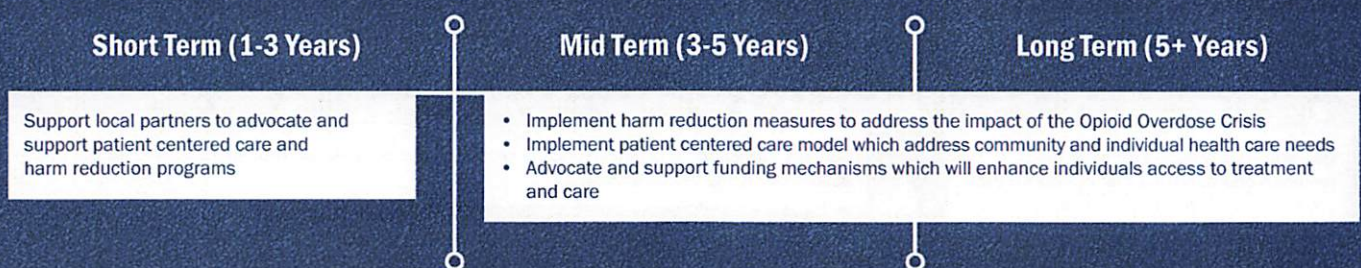 Short Term (1-3 Years)
Mid Term (3-5 Years)
Long Term (5+ Years)
Support local partners to advocate and
support patient centered care and
harm reduction programs
• Implement harm reduction measures to address the impact of the Opioid Overdose Crisis
• Implement patient centered care model which address community and individual health care needs
• Advocate and support funding mechanisms which will enhance individuals access to treatment
and care